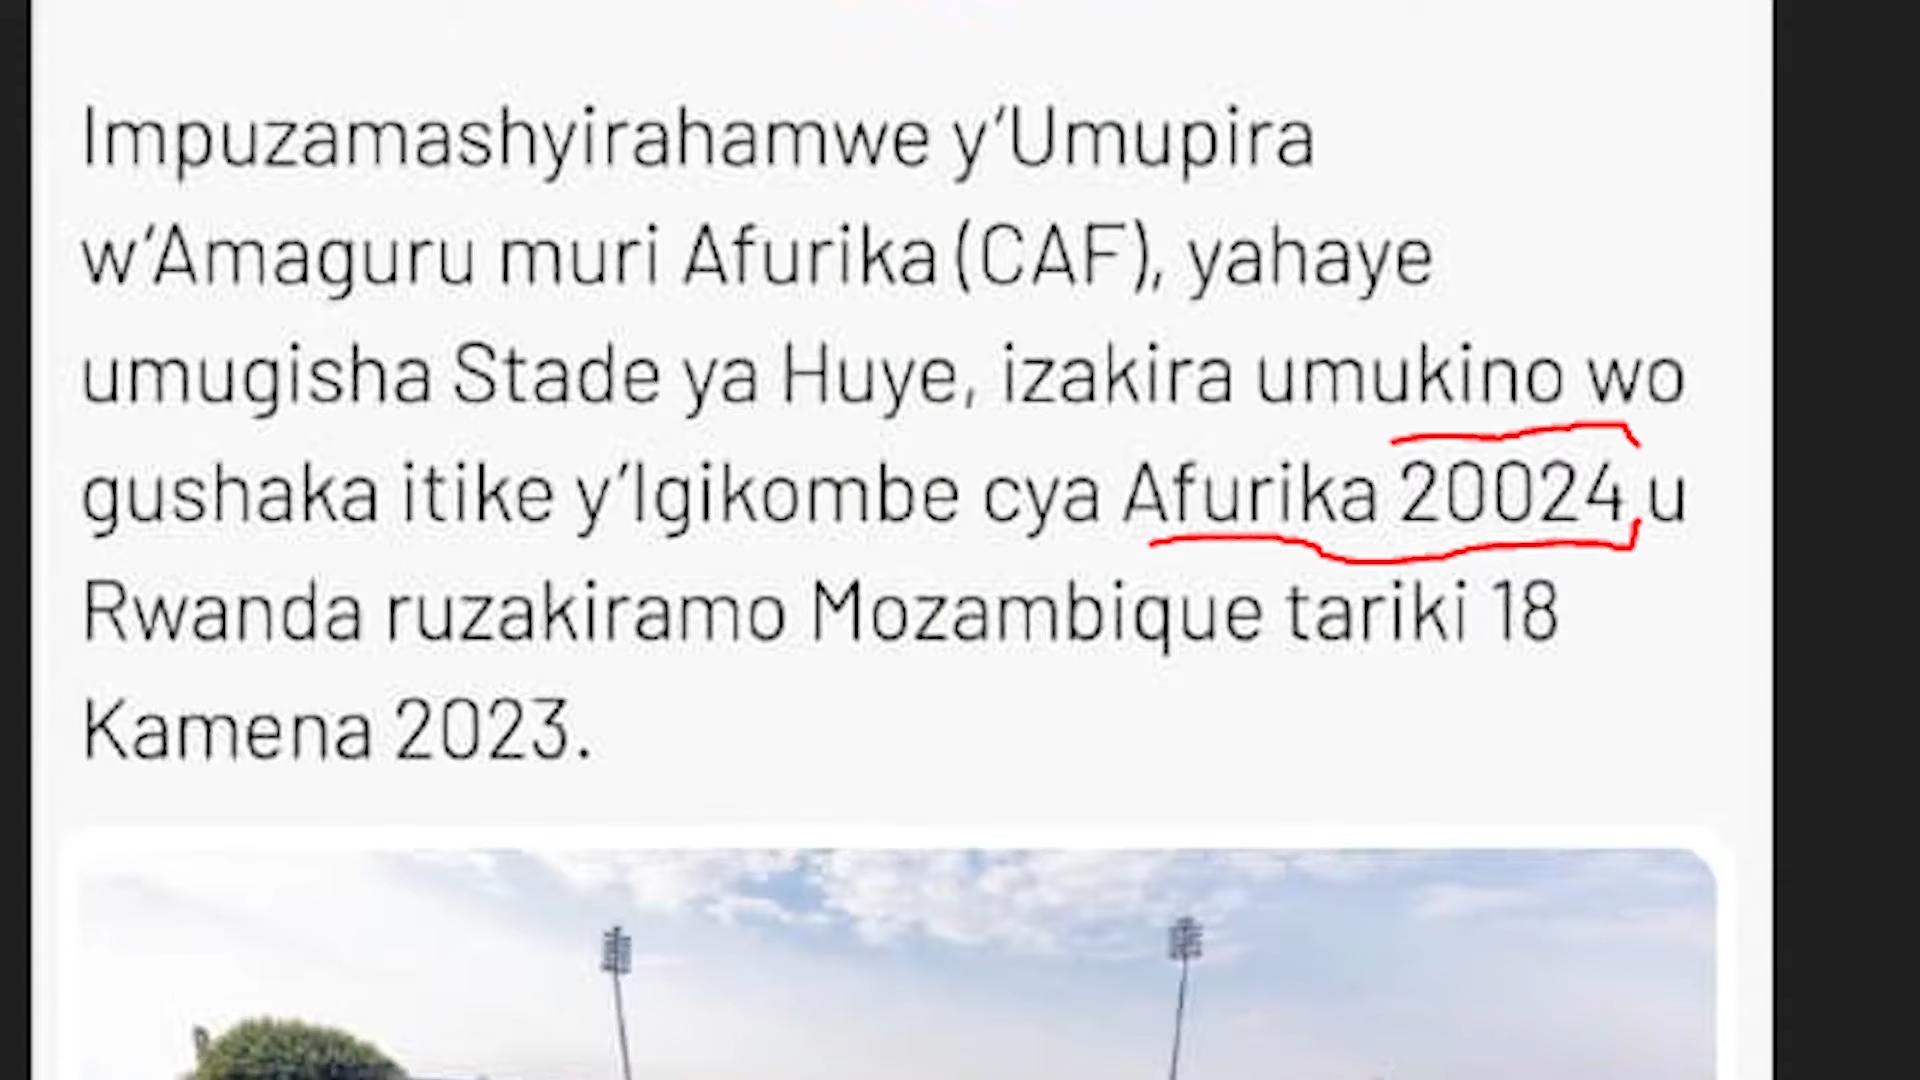 Impuzamashyirahamwe y'Umupira
w'Amaguru muri Afurika (CAF), yahaye
umugisha Stade ya Huye, izakira umukino wo
gushaka itike y'Igikombe cya Afurika 20024 u
Rwanda ruzakiramo Mozambique tariki 18
Kamena 2023.